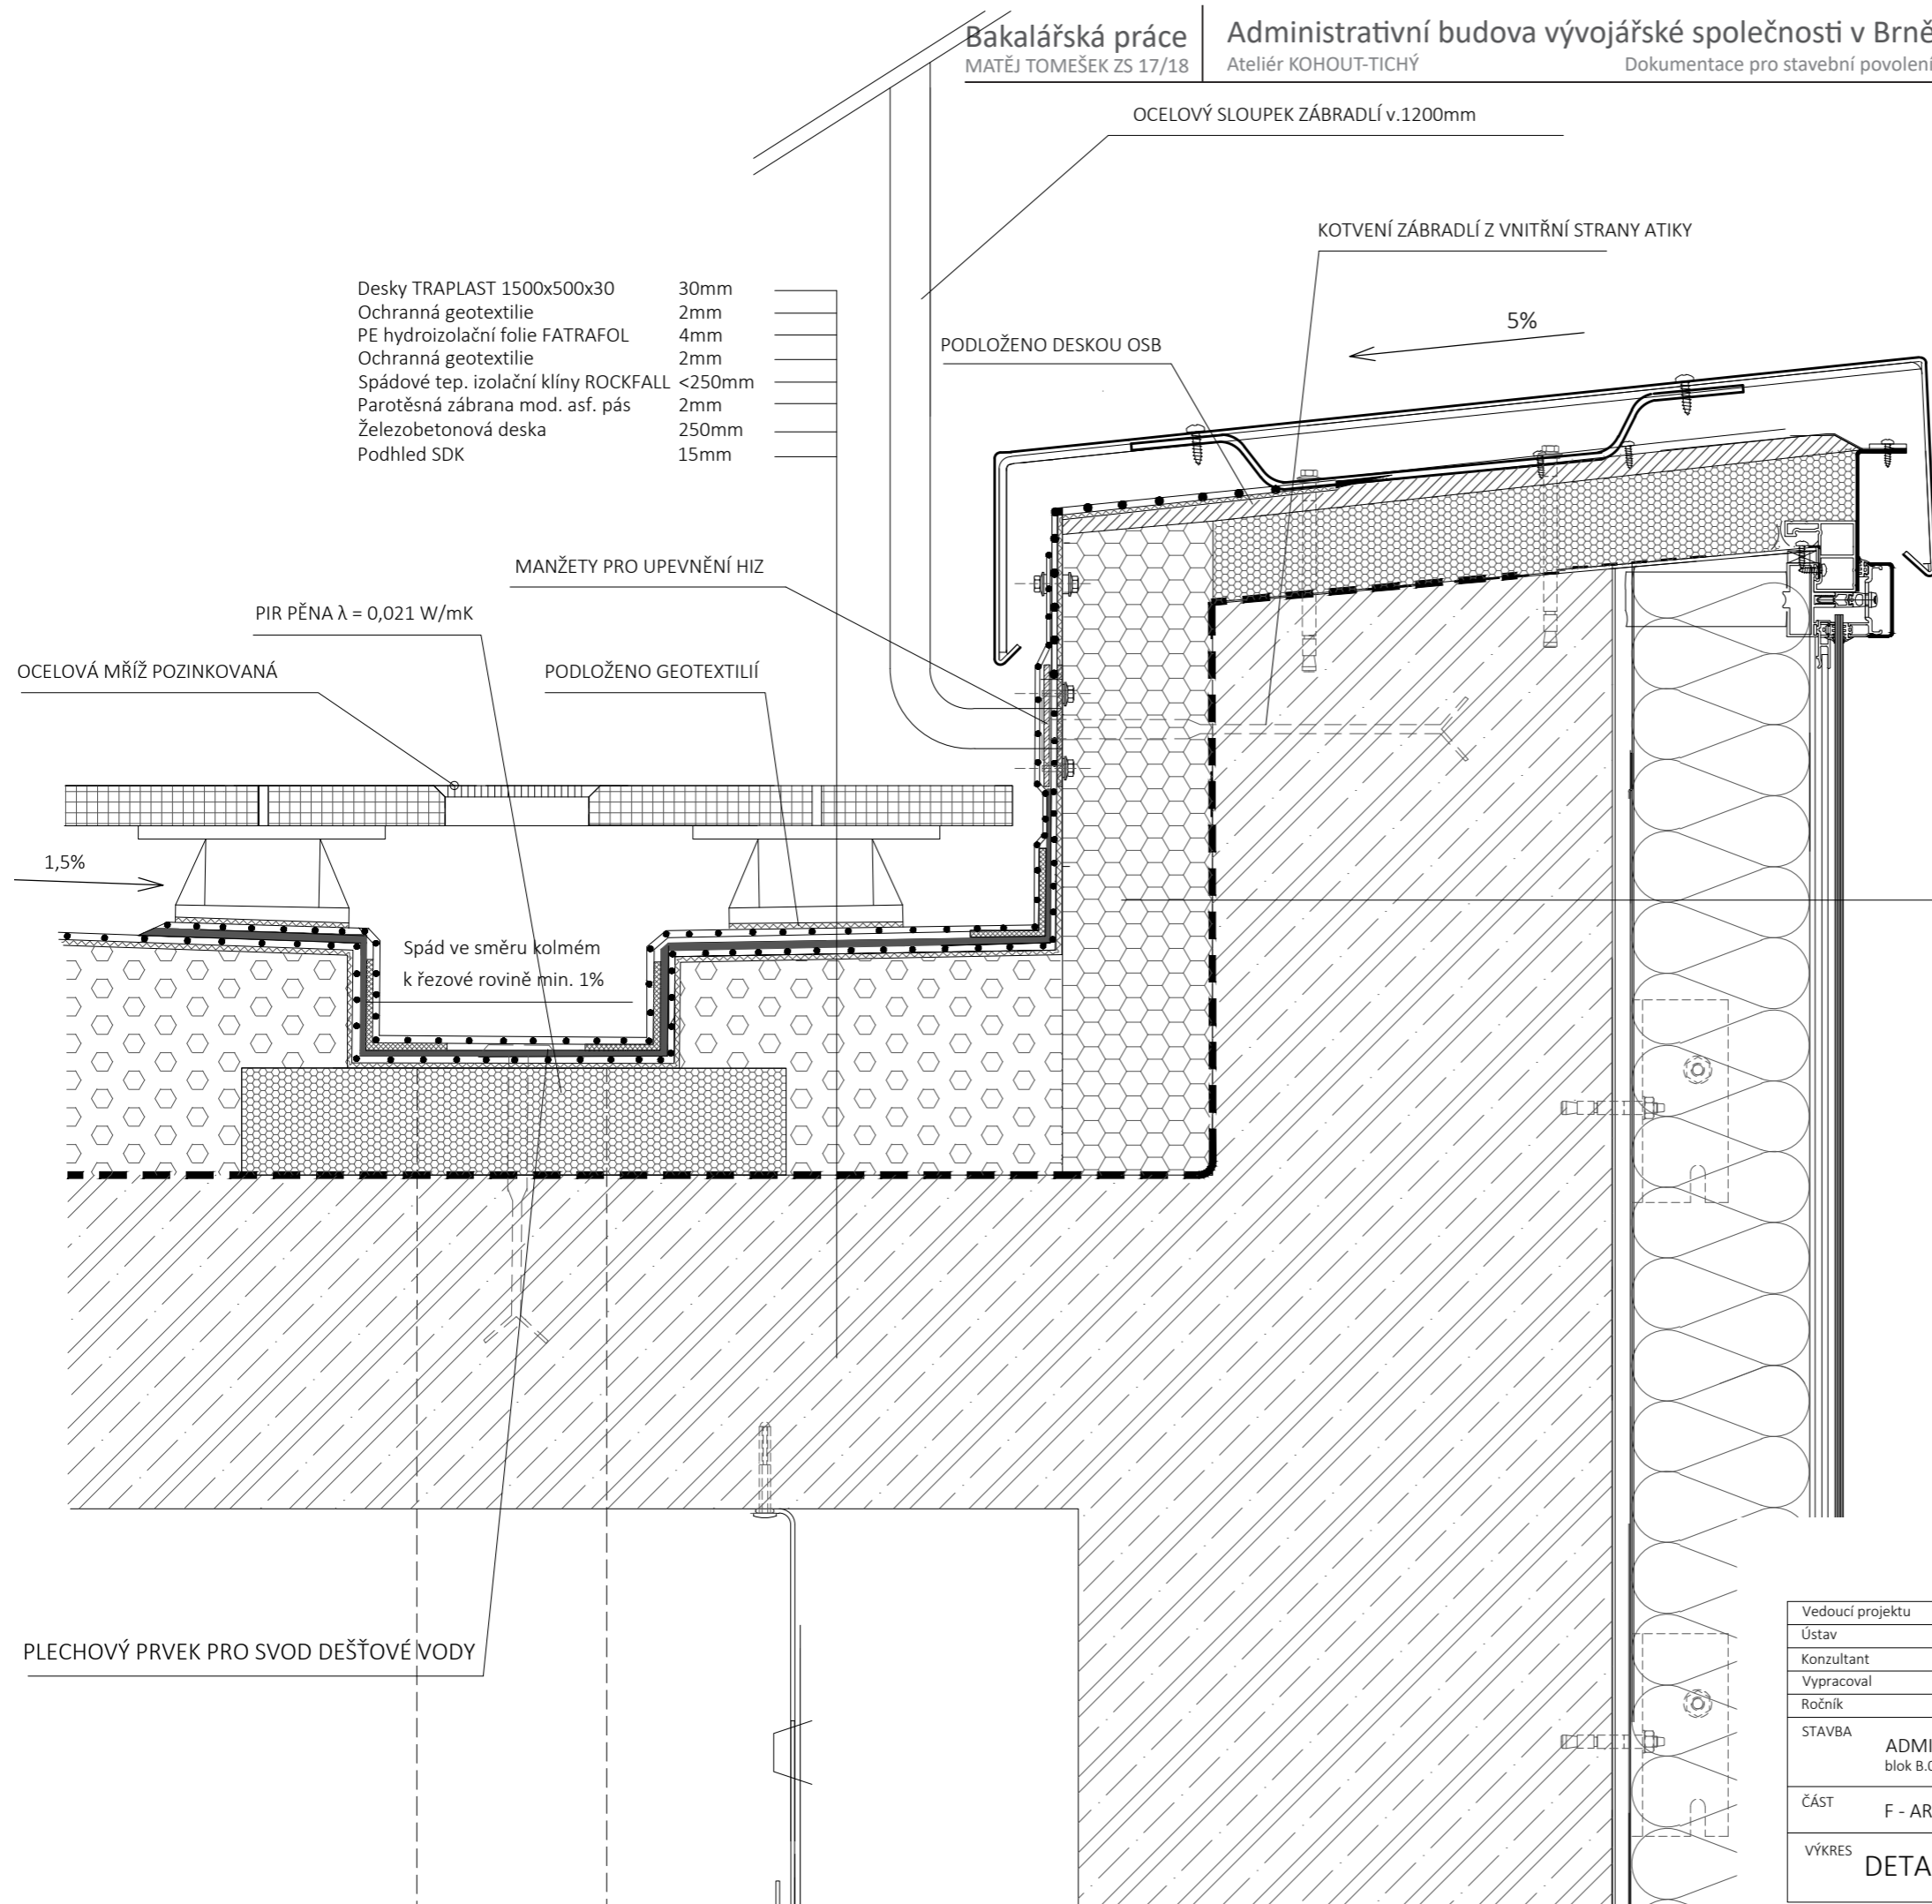 Bakalářská práce
MATĚJ TOMEŠEK ZS 17/18
Administrativní budova vývojářské společnosti v Brně
Ateliér KOHOUT-TICHÝ Dokumentace pro stavební povolení
OCELOVÝ SLOUPEK ZÁBRADLÍ v.1200mm
KOTVENÍ ZÁBRADLÍ Z VNITŘNÍ STRANY ATIKY
Desky TRAPLAST 1500x500x30 30mm
Ochranná geotextilie 2mm
PE hydroizolační folie FATRAFOL 4mm
Ochranná geotextilie 2mm
Spádové tep. izolační klíny ROCKFALL <250mm
Parotěsná zábrana mod. asf. pás 2mm
Železobetonová deska 250mm
Podhled SDK 15mm
5%
PODLOŽENO DESKOU OSB
MANŽETY PRO UPEVNĚNÍ HIZ
PIR PĚNA λ = 0,021 W/mK
OCELOVÁ MŘÍŽ POZINKOVANÁ
PODLOŽENO GEOTEXTILIÍ
1,5%
Spád ve směru kolmém
k řezové rovině min. 1%
PLECHOVÝ PRVEK PRO SVOD DEŠŤOVÉ VODY
Vedoucí projektu
Ústav
Konzultant
Vypracoval
Ročník
STAVBA
ADMI
blok B.0
ČÁST
F - AR
VÝKRES
DETA